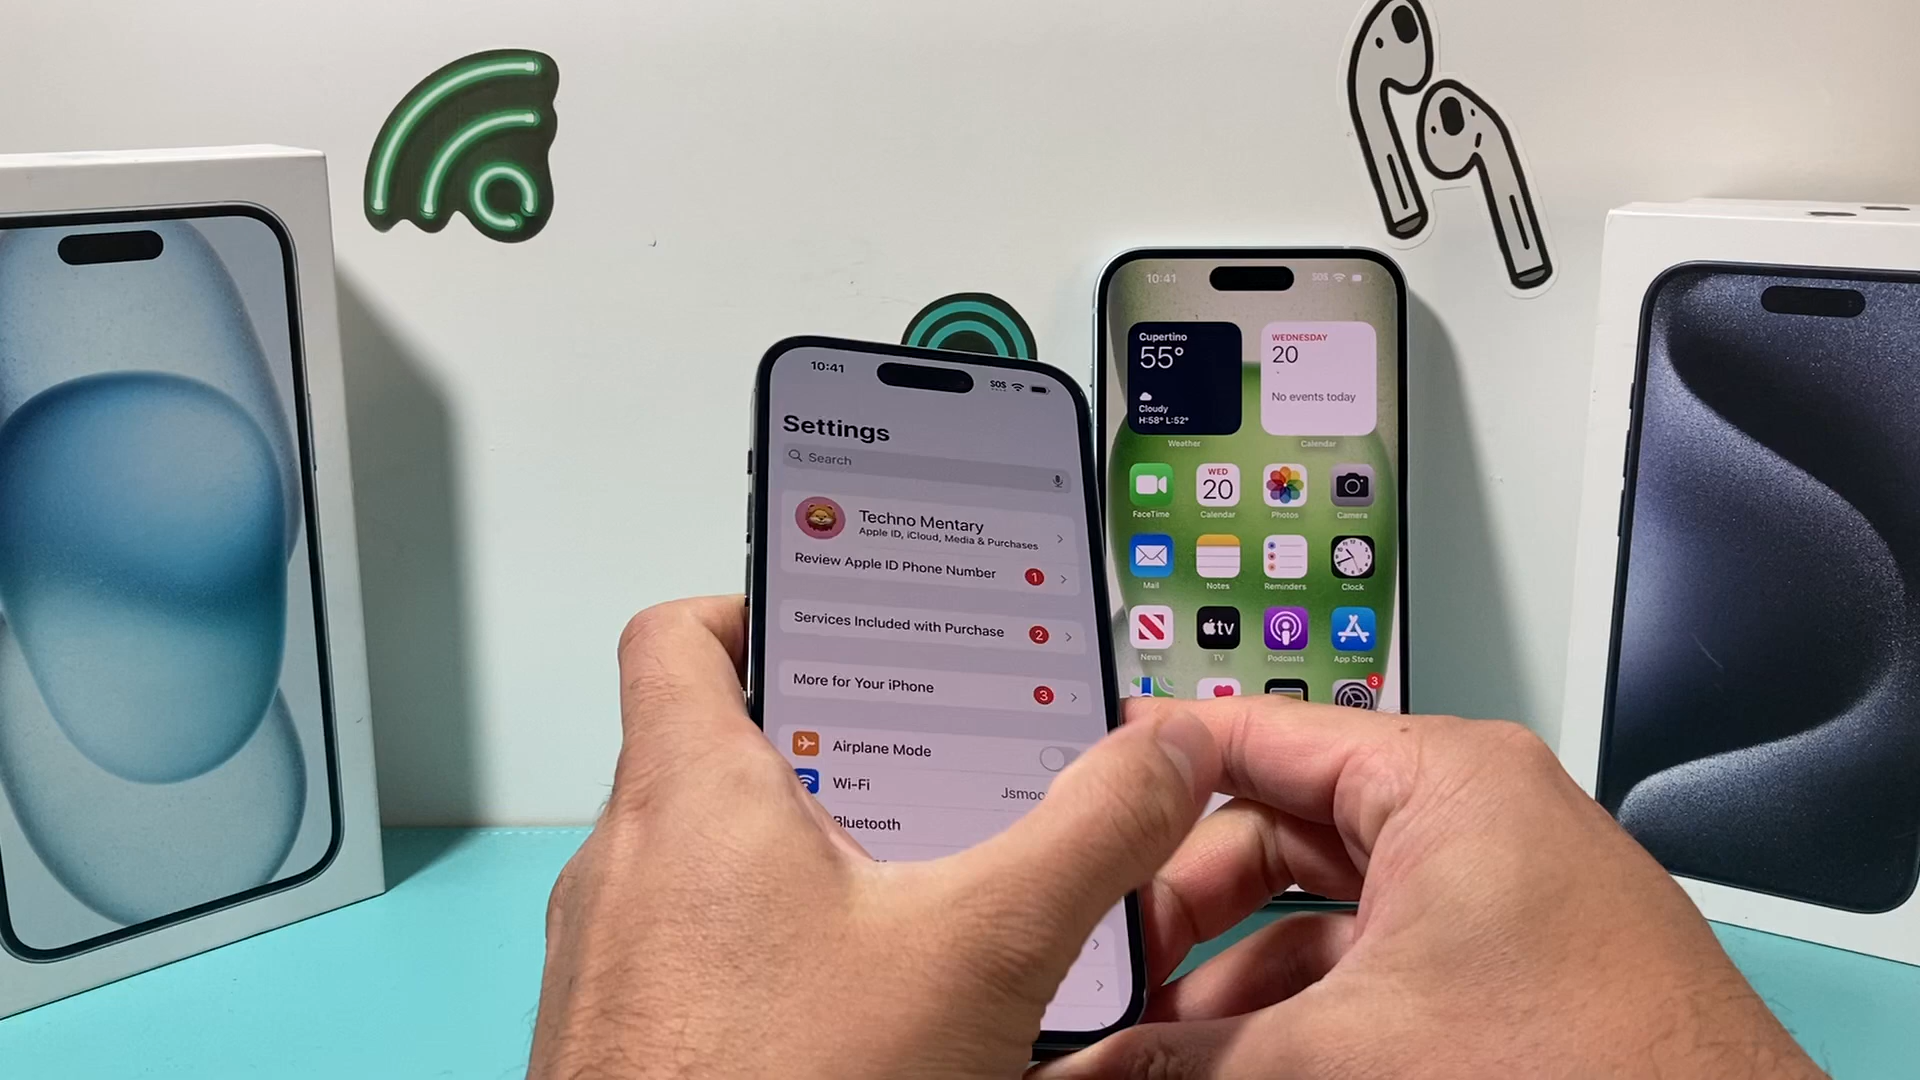 10:41
SOS
Settings
Search
Techno Mentary
Apple ID, iCloud, Media & Purchases
Review Apple ID Phone Number
1
Services Included with Purchase
2
More for Your iPhone
3
Airplane Mode
Wi-Fi
Bluetooth
10:41
SOS
Cupertino
55°
Cloudy
H:58° L:52°
Weather
WEDNESDAY
20
No events today
Calendar
WED
20
FaceTime Calendar Photos Camera
Mail Notes Reminders Clock
tv
News TV Podcasts App Store
3